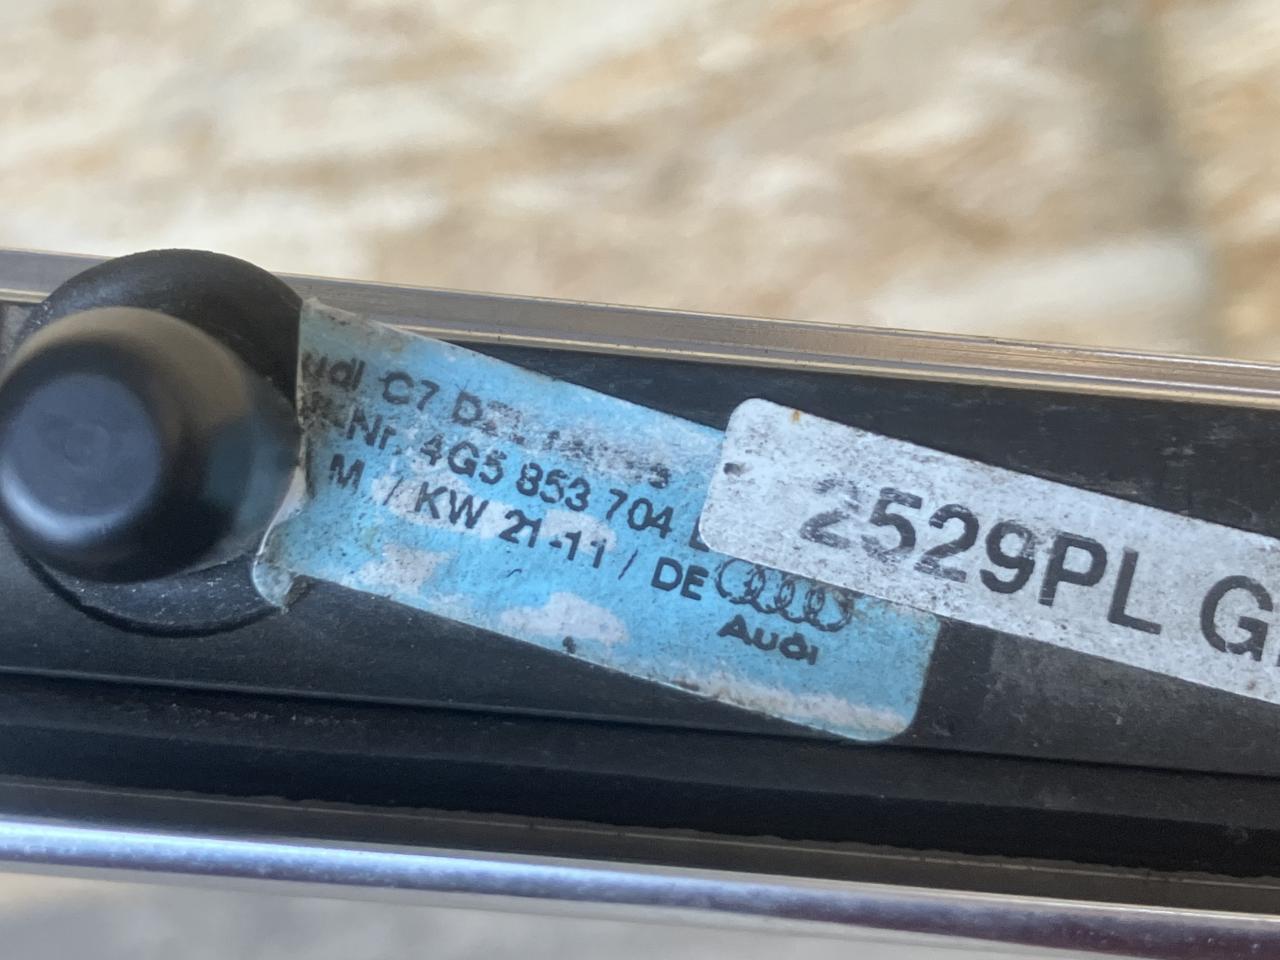 C7
Nr. 4G5 853 704
M / KW 21-11 / DE
Audi
2529PL